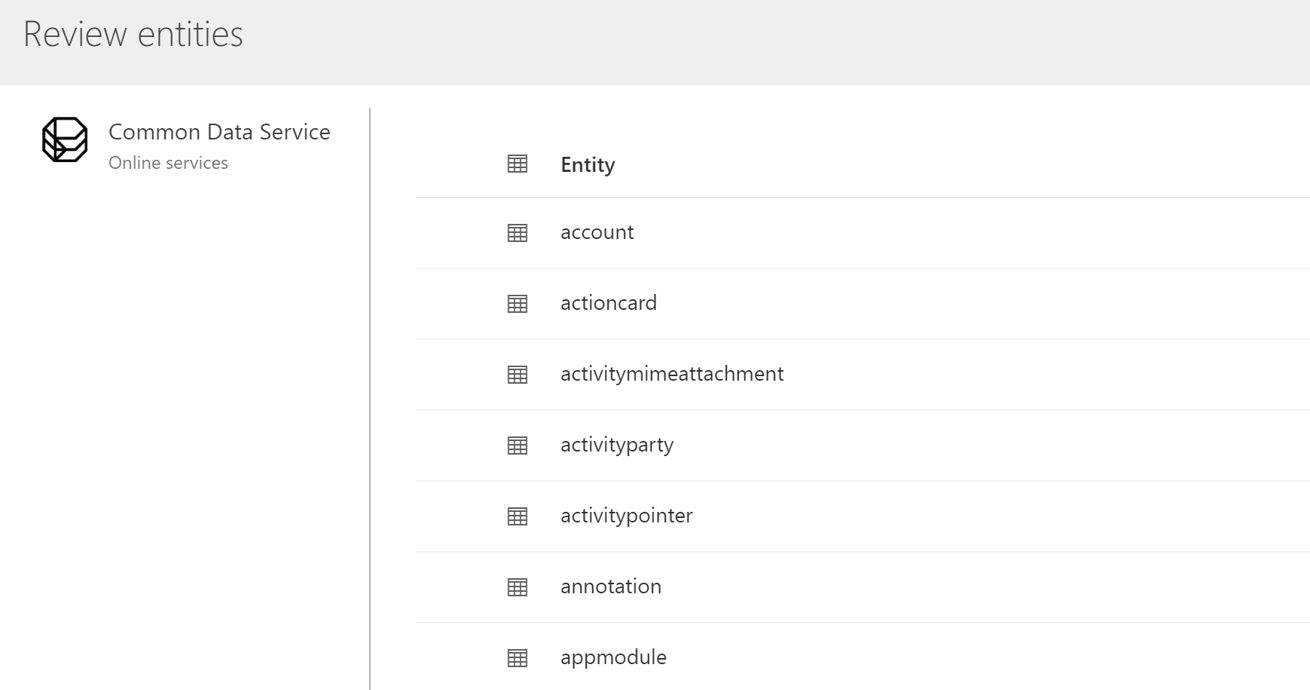 Review entities
Common Data Service
Online services
Entity
account
actioncard
activitymimeattachment
activityparty
activitypointer
annotation
appmodule